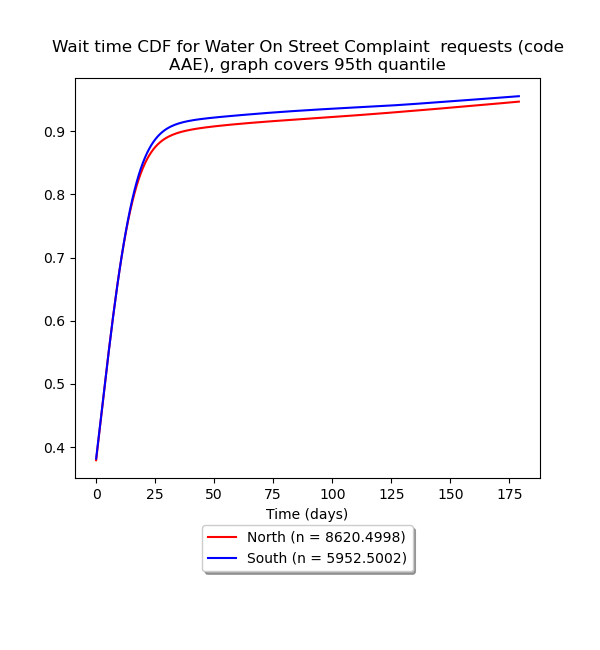 Wait time CDF for Water On Street Complaint  requests (code
AAE), graph covers 95th quantile
0.9
0.8
0.7
0.6
0.5
0.4
0 25 50 75 100 125 150 175
Time (days)
North (n = 8620.4998)
South (n = 5952.5002)